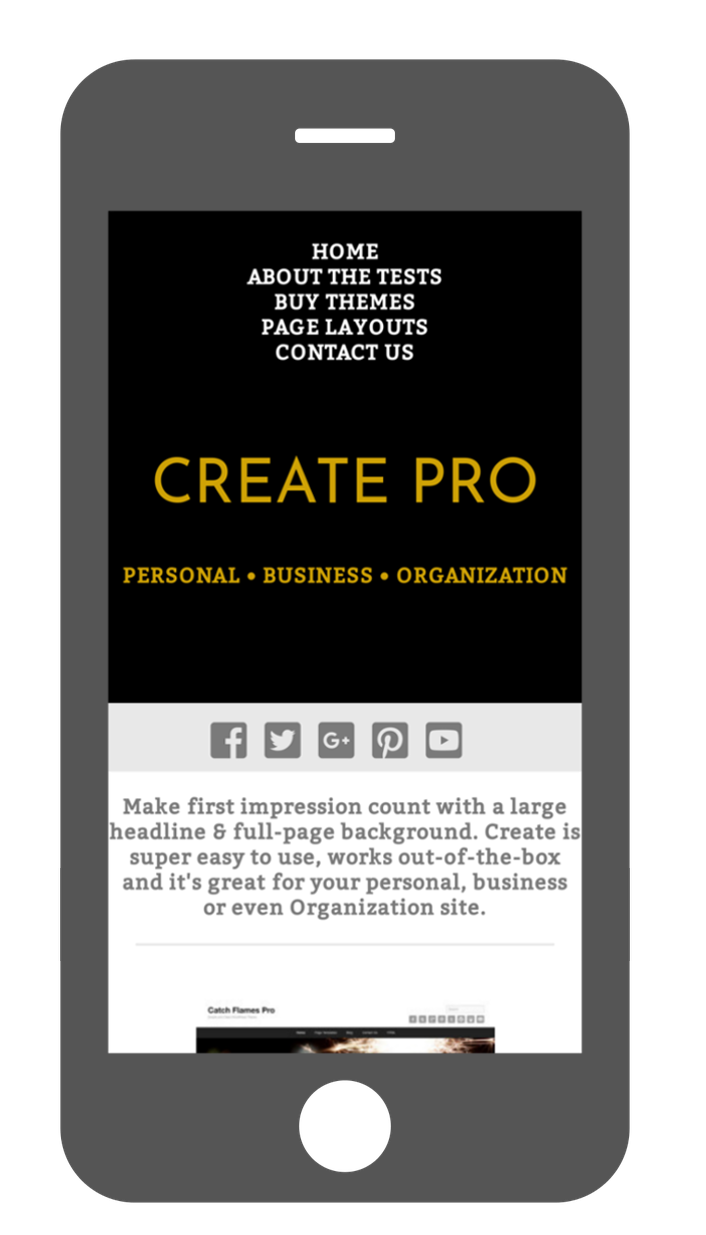 HOME
ABOUT THE TESTS
BUY THEMES
PAGE LAYOUTS
CONTACT US
CREATE PRO
PERSONAL • BUSINESS • ORGANIZATION
G+
Make first impression count with a large
headline & full-page background. Create is
super easy to use, works out-of-the-box
and it's great for your personal, business
or even Organization site.
Catch Flames Pro